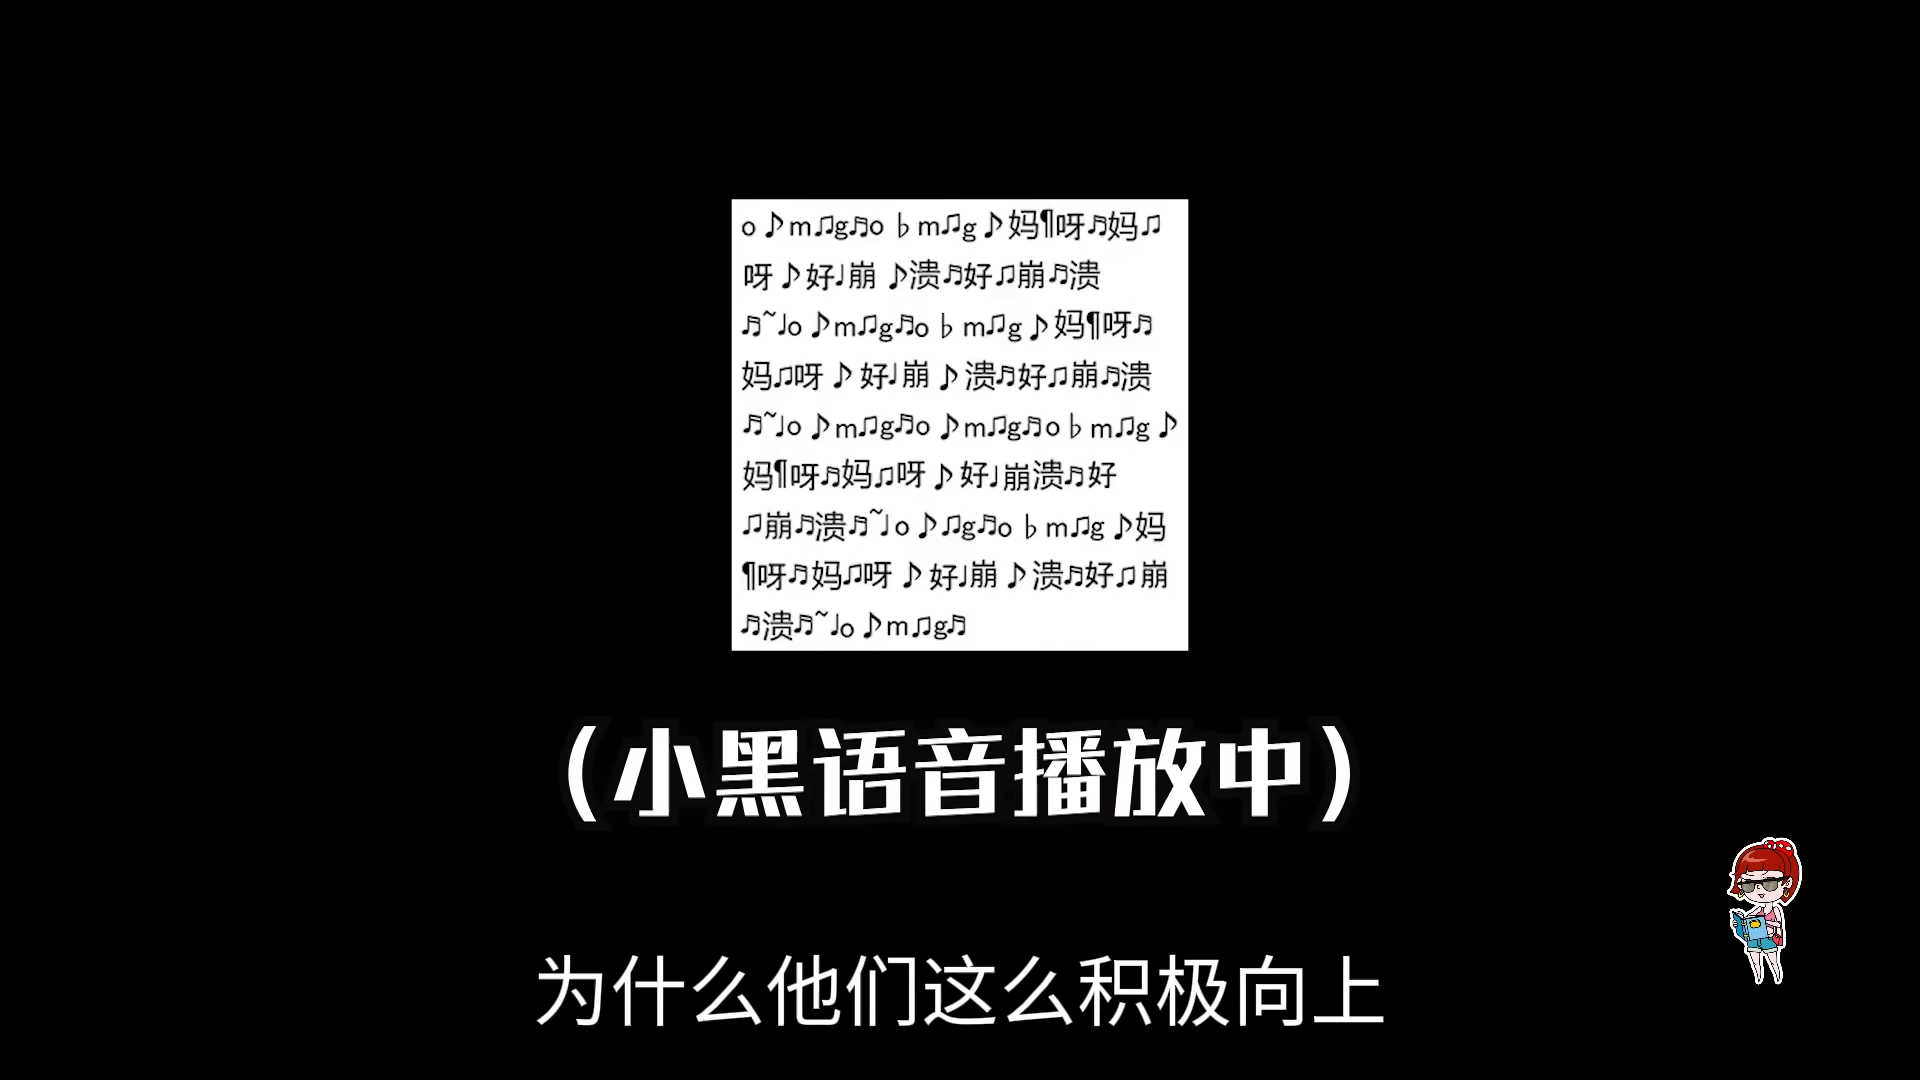 o♪m♫g♬o♭m♫g♪妈¶呀♬妈♫
呀♪好♩崩♪溃♬好♫崩♬溃
♬~♩o♪m♫g♬o♭m♫g♪妈¶呀♬
妈♫呀♪好♩崩♪溃♬好♫崩♬溃
♬~♩o♪m♫g♬o♪m♫g♬o♭m♫g♪
妈¶呀♬妈♫呀♪好♩崩溃♬好
♫崩♬溃♬~♩o♪♫g♬o♭m♫g♪妈
¶呀♬妈♫呀♪好♩崩♪溃♬好♫崩
♬溃♬~♩o♪m♫g♬
（小黑语音播放中）
为什么他们这么积极向上